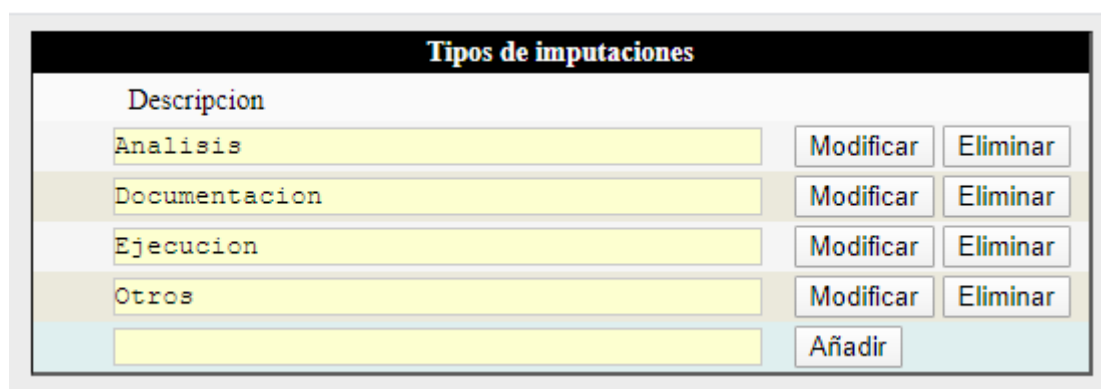 Tipos de imputaciones
Descripcion
Analisis Modificar Eliminar
Documentacion Modificar Eliminar
Ejecucion Modificar Eliminar
Otros Modificar Eliminar
Añadir